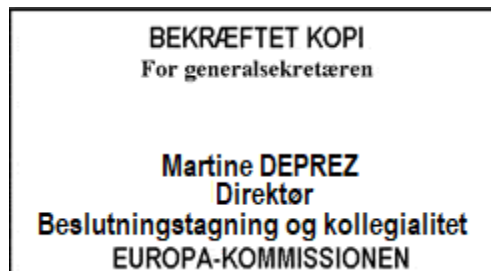 BEKRÆFTET KOPI
For generalsekretæren
Martine DEPREZ
Direktør
Beslutningstagning og kollegialitet
EUROPA-KOMMISSIONEN